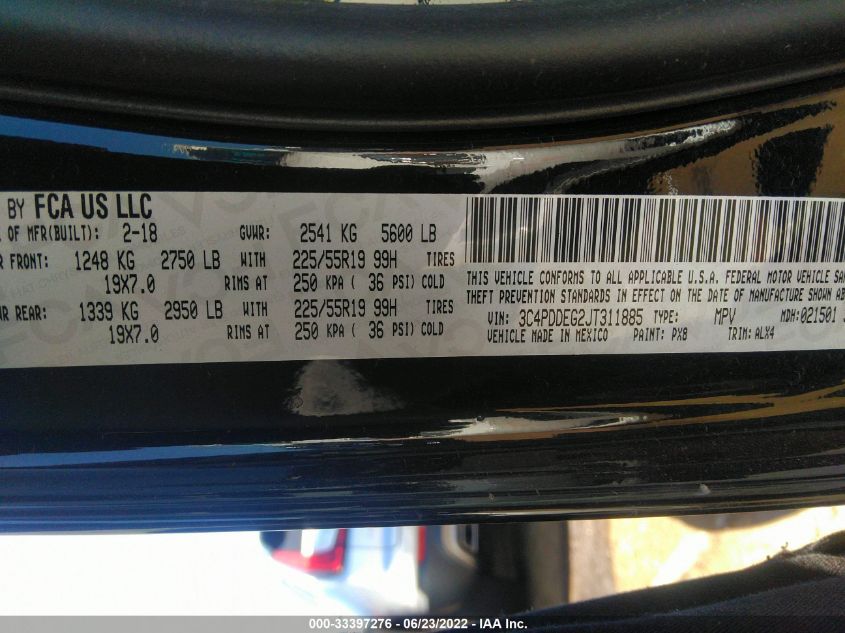 BY FCA US LLC
OF MFR(BUILT): 2-18 GVWR: 2541 KG 5600 LB
FRONT: 1248 KG 2750 LB WITH 225/55R19 99H TIRES
19X7.0 RIMS AT 250 KPA ( 36 PSI) COLD
REAR: 1339 KG 2950 LB WITH 225/55R19 99H TIRES
19X7.0 RIMS AT 250 KPA ( 36 PSI) COLD
THIS VEHICLE CONFORMS TO ALL APPLICABLE U.S.A. FEDERAL MOTOR VEHICLE
THEFT PREVENTION STANDARDS IN EFFECT ON THE DATE OF MANUFACTURE SHOWN
VIN: 3C4PDDEG2JT311885 TYPE: MPV MDH:021501
VEHICLE MADE IN MEXICO PAINT: PX8 TRIM: ALX4
000-33397276 - 06/23/2022 - IAA Inc.